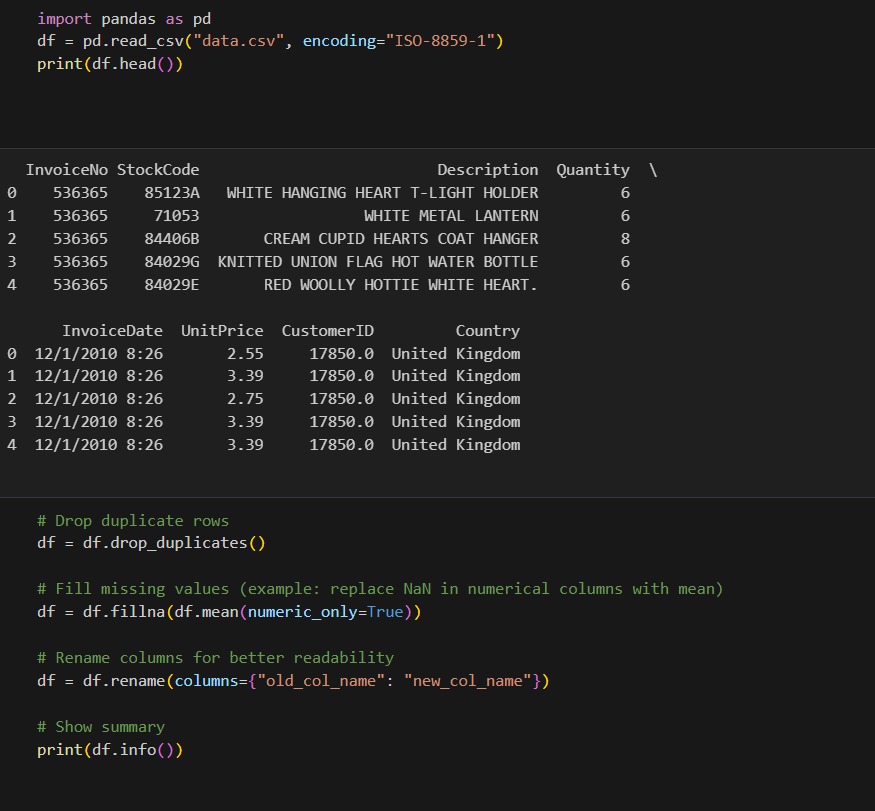 import pandas as pd
df = pd.read_csv("data.csv", encoding="ISO-8859-1")
print(df.head())
  InvoiceNo StockCode                          Description  Quantity  \
0    536365    85123A   WHITE HANGING HEART T-LIGHT HOLDER         6
1    536365     71053                  WHITE METAL LANTERN         6
2    536365    84406B       CREAM CUPID HEARTS COAT HANGER         8
3    536365    84029G  KNITTED UNION FLAG HOT WATER BOTTLE         6
4    536365    84029E       RED WOOLLY HOTTIE WHITE HEART.         6
      InvoiceDate  UnitPrice  CustomerID         Country
0  12/1/2010 8:26       2.55     17850.0  United Kingdom
1  12/1/2010 8:26       3.39     17850.0  United Kingdom
2  12/1/2010 8:26       2.75     17850.0  United Kingdom
3  12/1/2010 8:26       3.39     17850.0  United Kingdom
4  12/1/2010 8:26       3.39     17850.0  United Kingdom
# Drop duplicate rows
df = df.drop_duplicates()
# Fill missing values (example: replace NaN in numerical columns with mean)
df = df.fillna(df.mean(numeric_only=True))
# Rename columns for better readability
df = df.rename(columns={"old_col_name": "new_col_name"})
# Show summary
print(df.info())